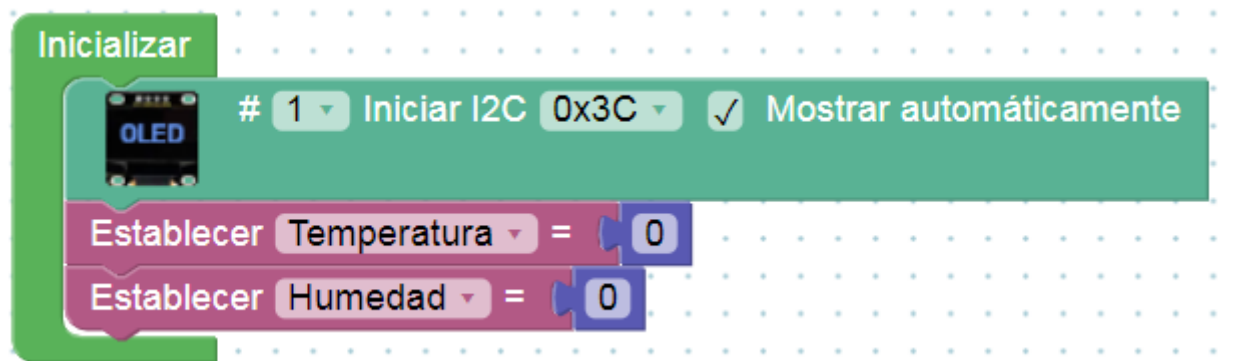 Inicializar
OLED # 1 Iniciar I2C 0x3C ✓ Mostrar automáticamente
Establecer Temperatura = 0
Establecer Humedad = 0